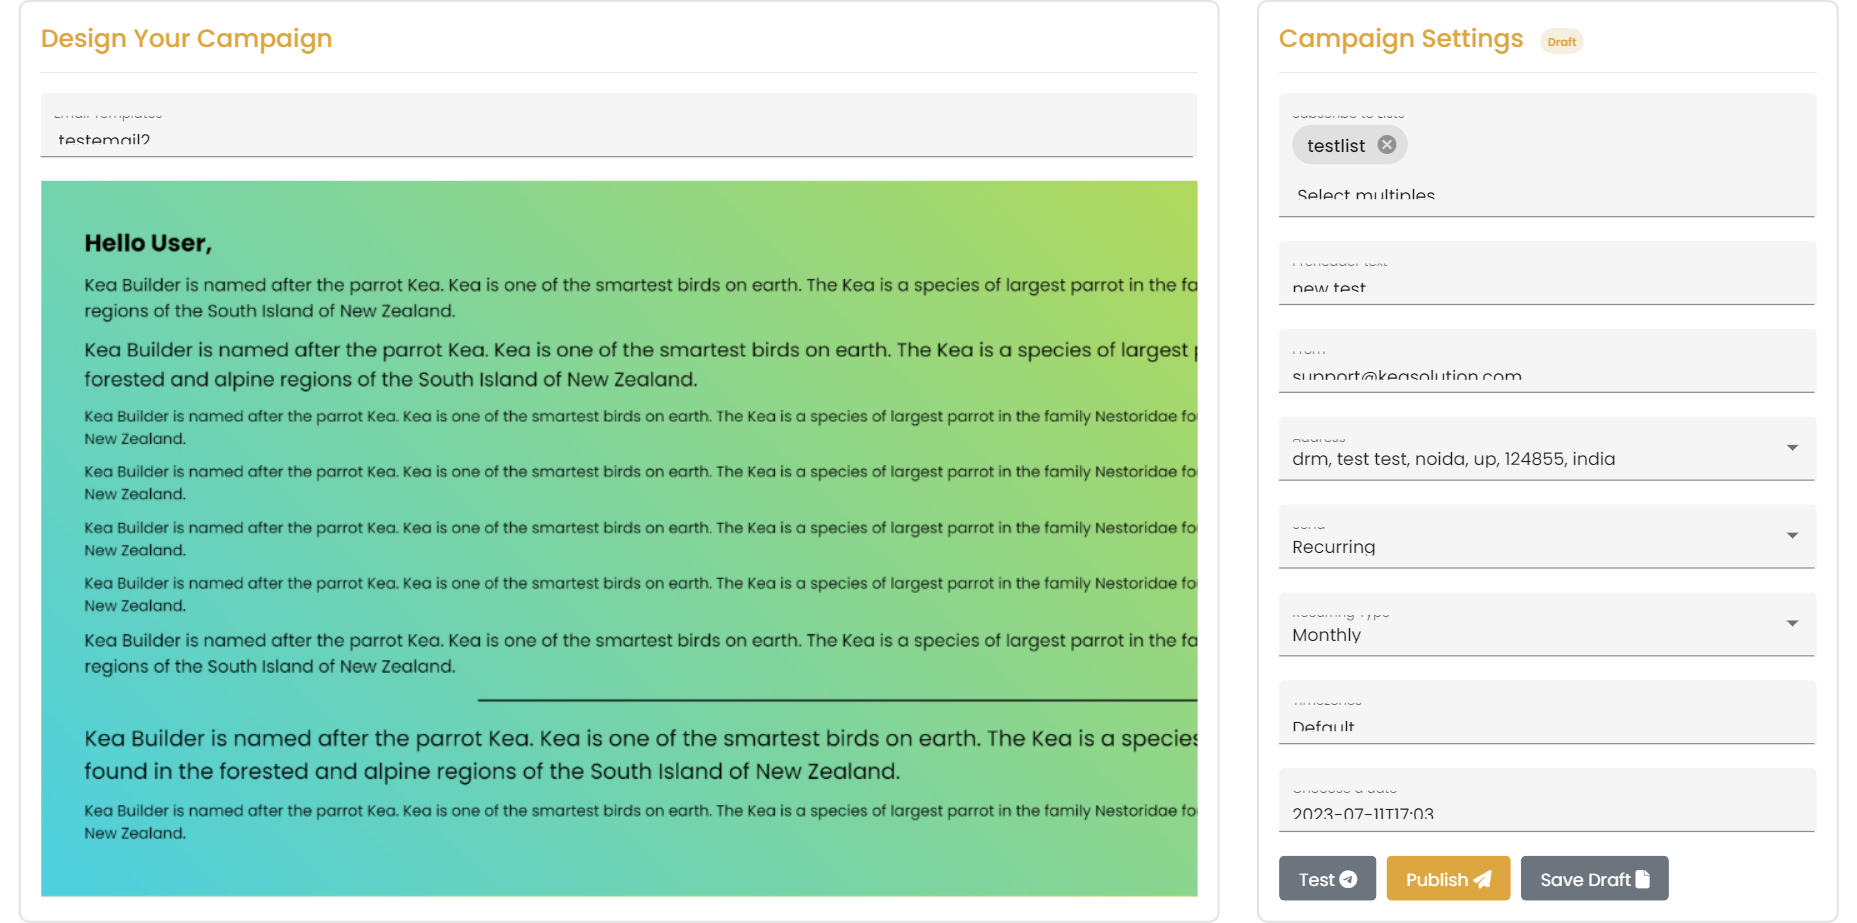 Design Your Campaign
Email Templates
testemail2
Hello User,
Kea Builder is named after the parrot Kea. Kea is one of the smartest birds on earth. The Kea is a species of largest parrot in the fa
regions of the South Island of New Zealand.
Kea Builder is named after the parrot Kea. Kea is one of the smartest birds on earth. The Kea is a species of largest
forested and alpine regions of the South Island of New Zealand.
Kea Builder is named after the parrot Kea. Kea is one of the smartest birds on earth. The Kea is a species of largest parrot in the family Nestoridae fo
New Zealand.
Kea Builder is named after the parrot Kea. Kea is one of the smartest birds on earth. The Kea is a species of largest parrot in the family Nestoridae fo
New Zealand.
Kea Builder is named after the parrot Kea. Kea is one of the smartest birds on earth. The Kea is a species of largest parrot in the family Nestoridae fo
New Zealand.
Kea Builder is named after the parrot Kea. Kea is one of the smartest birds on earth. The Kea is a species of largest parrot in the family Nestoridae fo
New Zealand.
Kea Builder is named after the parrot Kea. Kea is one of the smartest birds on earth. The Kea is a species of largest parrot in the fa
regions of the South Island of New Zealand.
Kea Builder is named after the parrot Kea. Kea is one of the smartest birds on earth. The Kea is a species
found in the forested and alpine regions of the South Island of New Zealand.
Kea Builder is named after the parrot Kea. Kea is one of the smartest birds on earth. The Kea is a species of largest parrot in the family Nestoridae fo
New Zealand.
Campaign Settings Draft
Subscribe to Lists
testlist
Select multiples
Preheader text
new test
From
support@keasolution.com
Address
drm, test test, noida, up, 124855, india
Send
Recurring
Recurring Type
Monthly
Timezones
Default
Choose a date
2023-07-11T17:03
Test
Publish
Save Draft